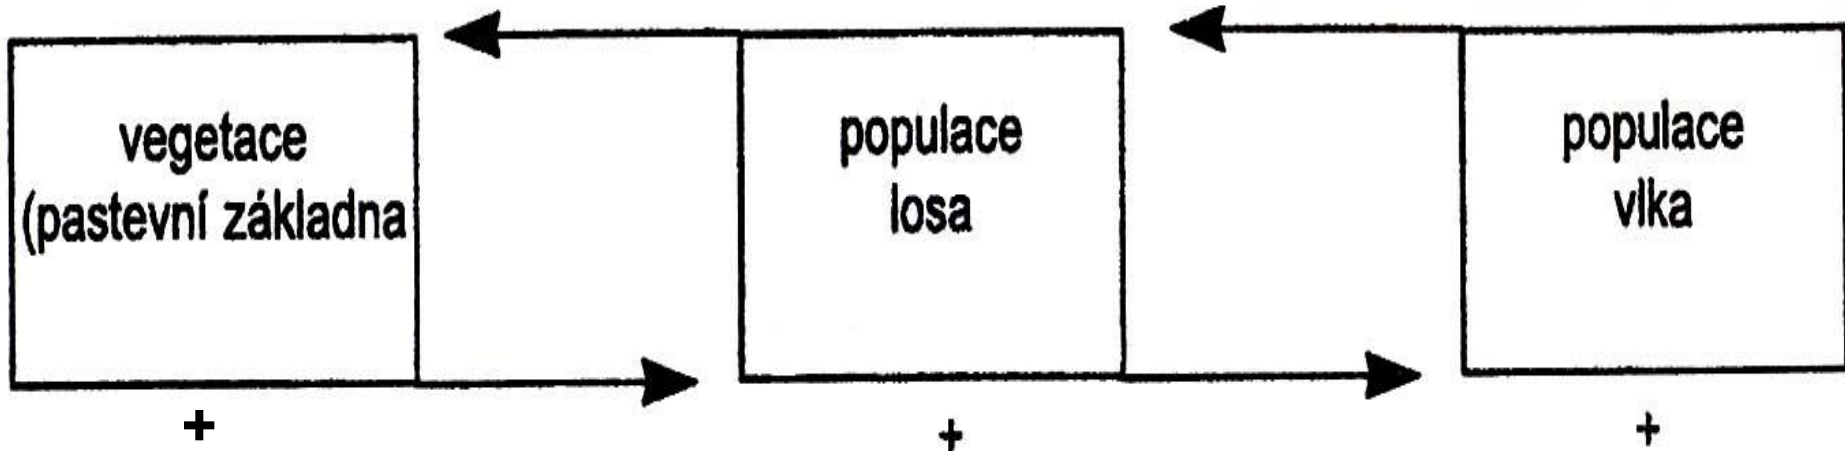 vegetace
(pastevní základna
populace
losa
populace
vlka
+
+
+